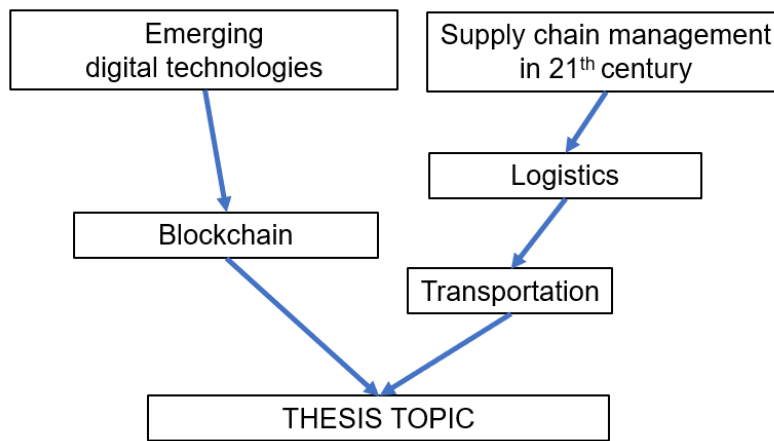 Emerging
digital technologies
Supply chain management
in 21th century
Logistics
Blockchain
Transportation
THESIS TOPIC